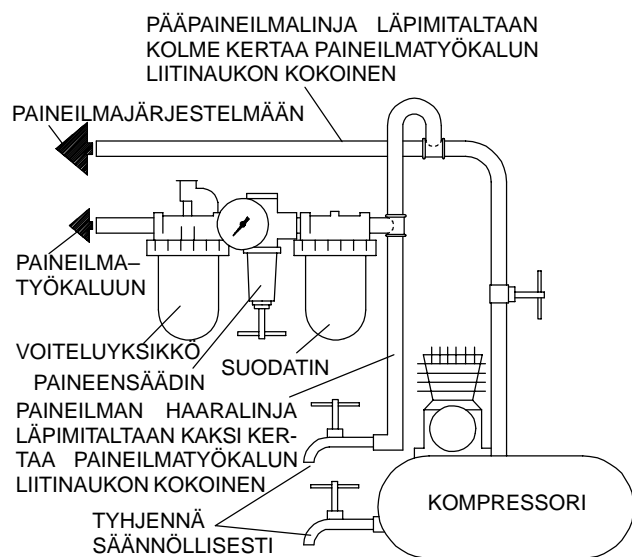 PÄÄPAINEILMALINJA LÄPIMITALTAAN
KOLME KERTAA PAINEILMATYÖKALUN
LIITINAUKON KOKOINEN
PAINEILMAJÄRJESTELMÄÄN
PAINEILMA–
TYÖKALUUN
VOITELUYKSIKKÖ
SUODATIN
PAINEENSÄÄDIN
PAINEILMAN HAARALINJA
LÄPIMITALTAAN KAKSI KER-
TAA PAINEILMATYÖKALUN
LIITINAUKON KOKOINEN
KOMPRESSORI
TYHJENNÄ
SÄÄNNÖLLISESTI